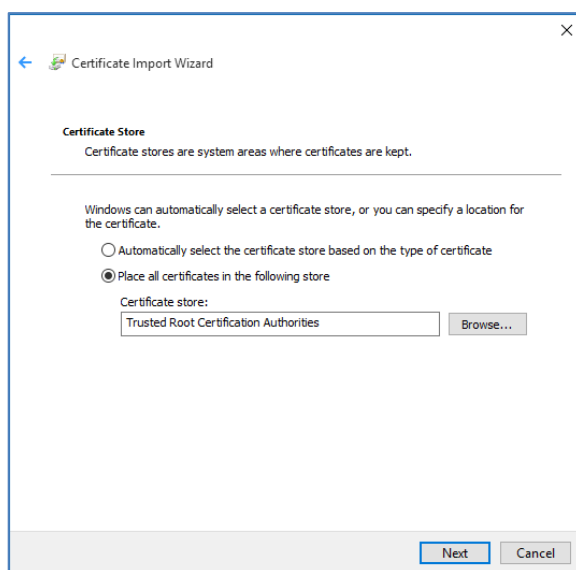 Certificate Import Wizard
Certificate Store
Certificate stores are system areas where certificates are kept.
Windows can automatically select a certificate store, or you can specify a location for
the certificate.
Automatically select the certificate store based on the type of certificate
Place all certificates in the following store
Certificate store:
Trusted Root Certification Authorities
Browse...
Next
Cancel